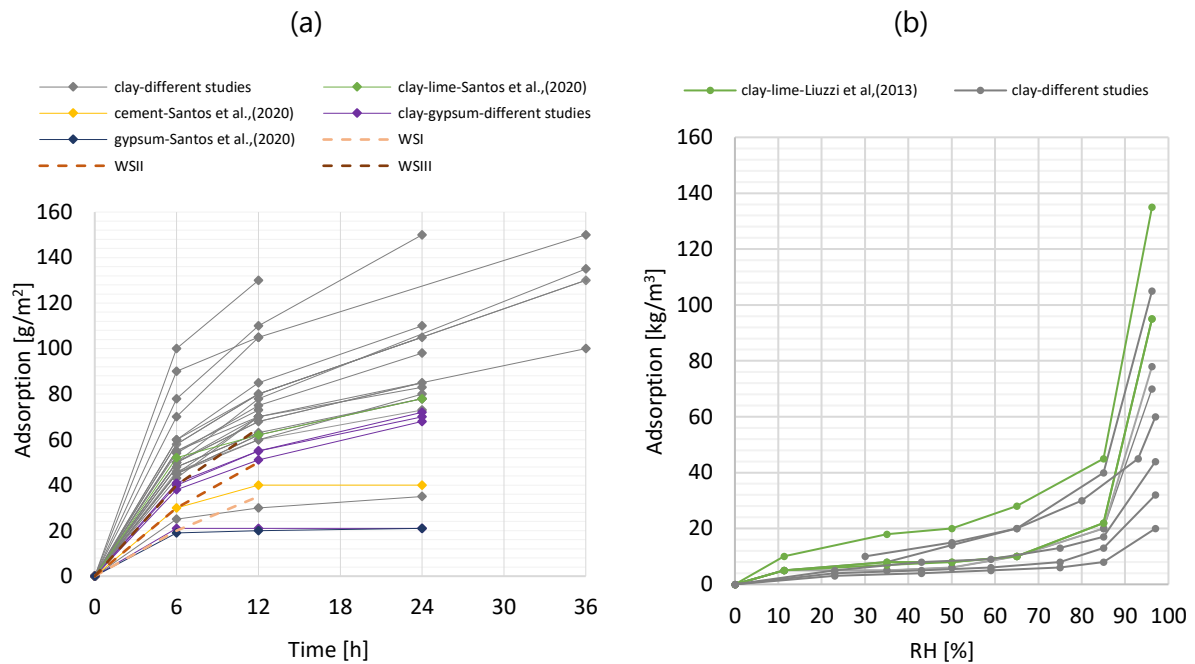 (a)
clay-different studies
clay-lime-Santos et al.,(2020)
cement-Santos et al.,(2020)
clay-gypsum-different studies
gypsum-Santos et al.,(2020)
WSI
WSII
WSIII
Adsorption [g/m²]
160
140
120
100
80
60
40
20
0
0 6 12 24 30 36
Time [h]
(b)
clay-lime-Liuzzi et al,(2013)
clay-different studies
Adsorption [kg/m³]
160
140
120
100
80
60
40
20
0
0 10 20 30 40 50 60 70 80 90 100
RH [%]